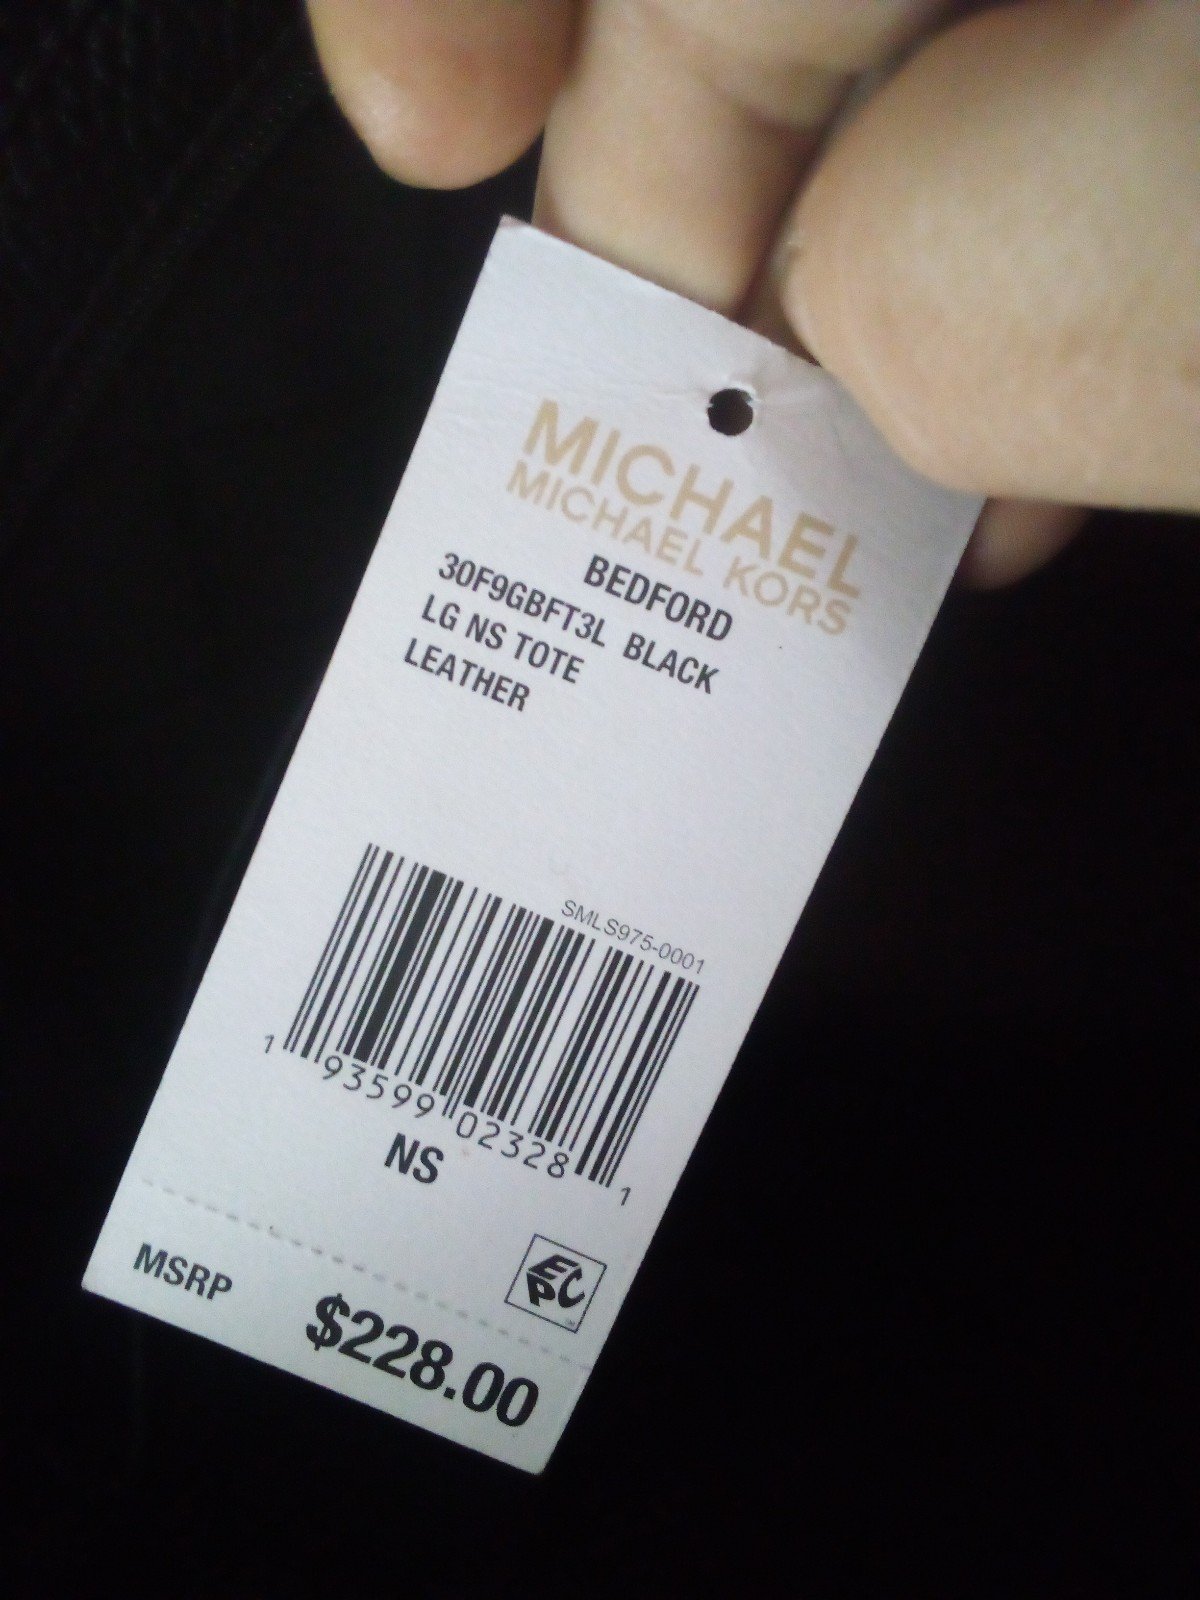 MICHAEL
MICHAEL KORS
BEDFORD
30F9GBFT3L BLACK
LG NS TOTE
LEATHER
SMLS975-0001
1 93599 02328 1
NS
MSRP
$228.00
EPC